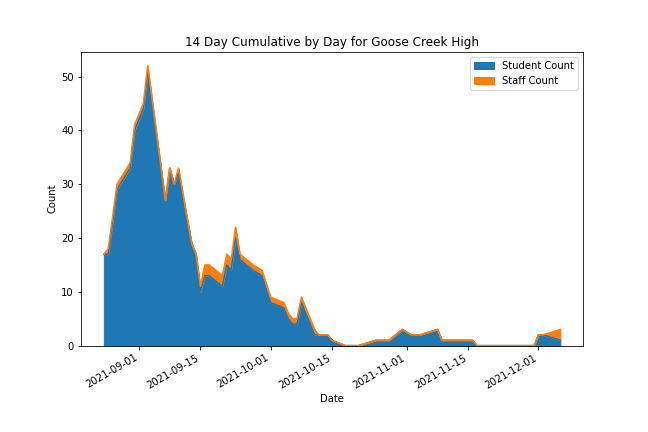 14 Day Cumulative by Day for Goose Creek High
Student Count
Staff Count
50
40
30
20
10
0
Count
2021-09-01
2021-09-15
2021-10-01
2021-10-15
2021-11-01
2021-11-15
2021-12-01
Date